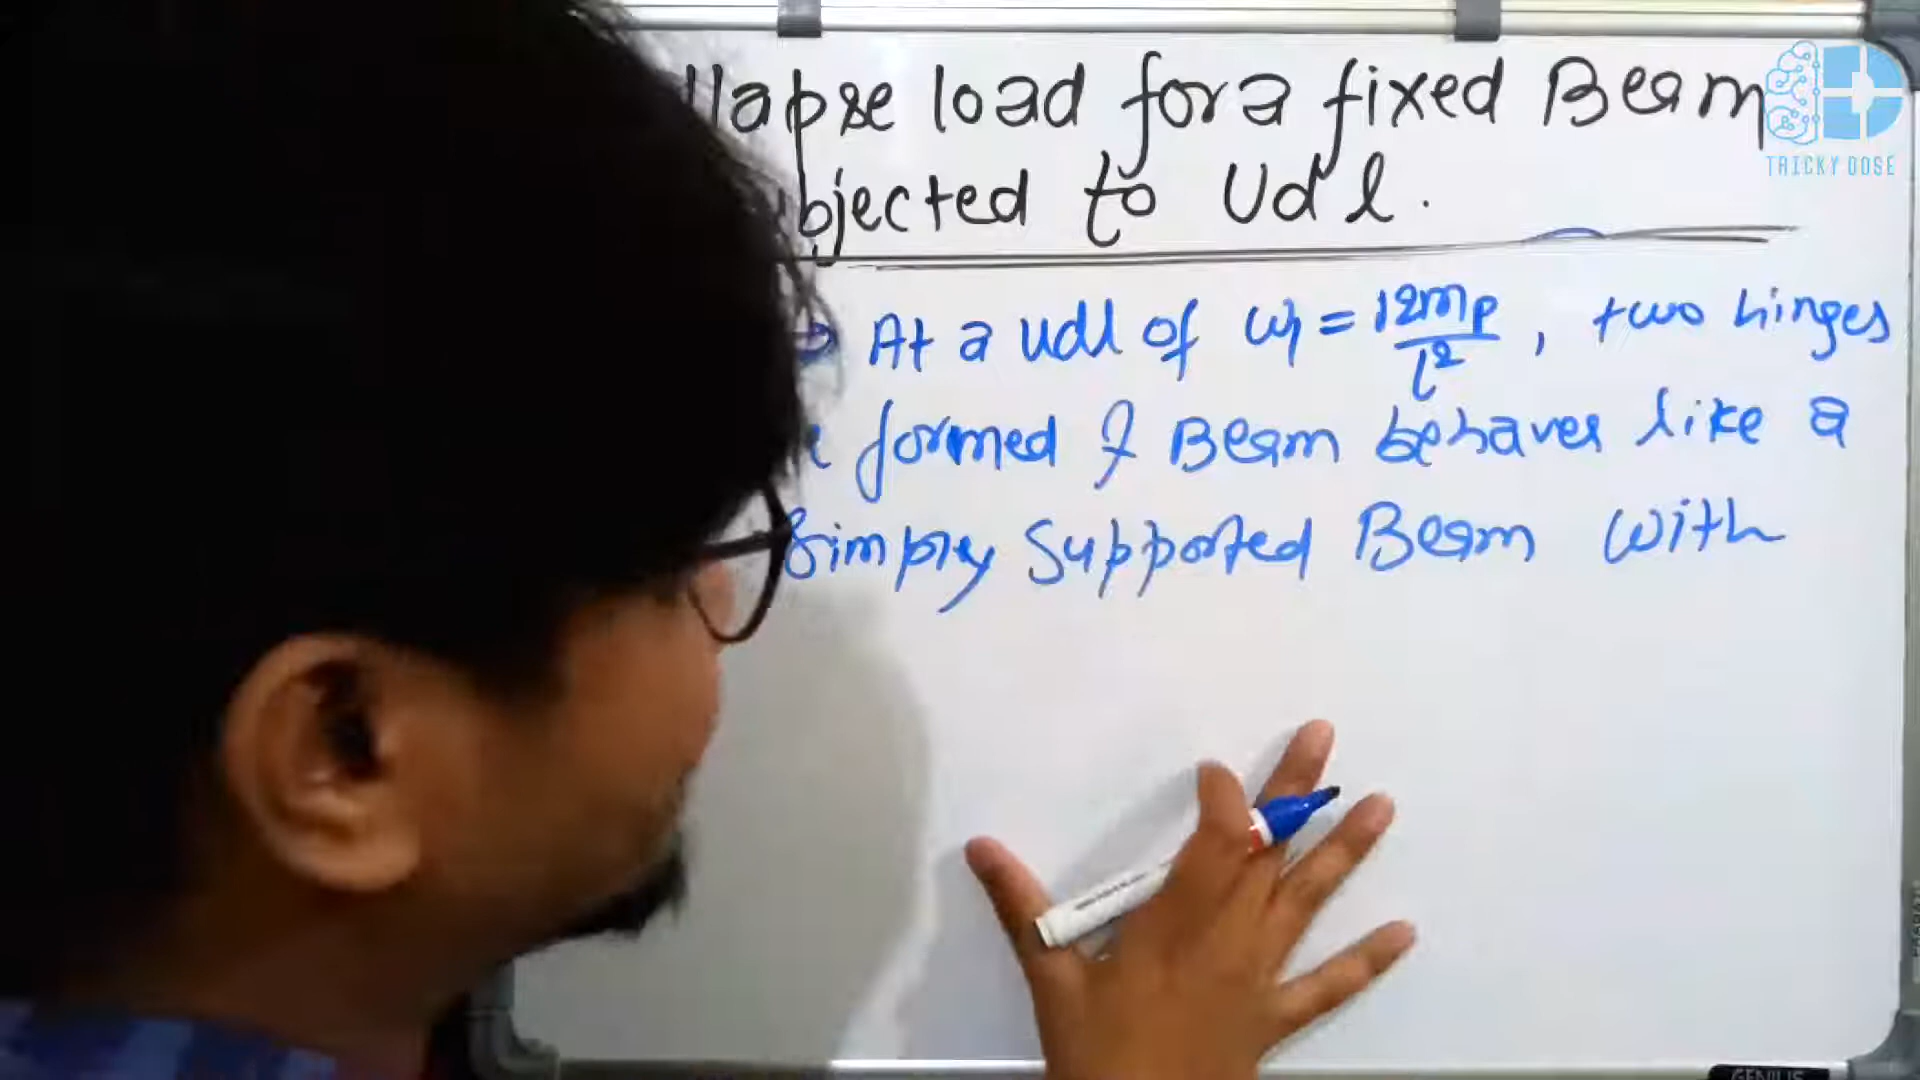 llapse load for a fixed Beam
bjected to Udl.
TRICKY DOSE
→ At a udl of w1 = 12mp/l², two hinges
e formed & Beam behaves like a
Simply Supported Beam with
GENIUS